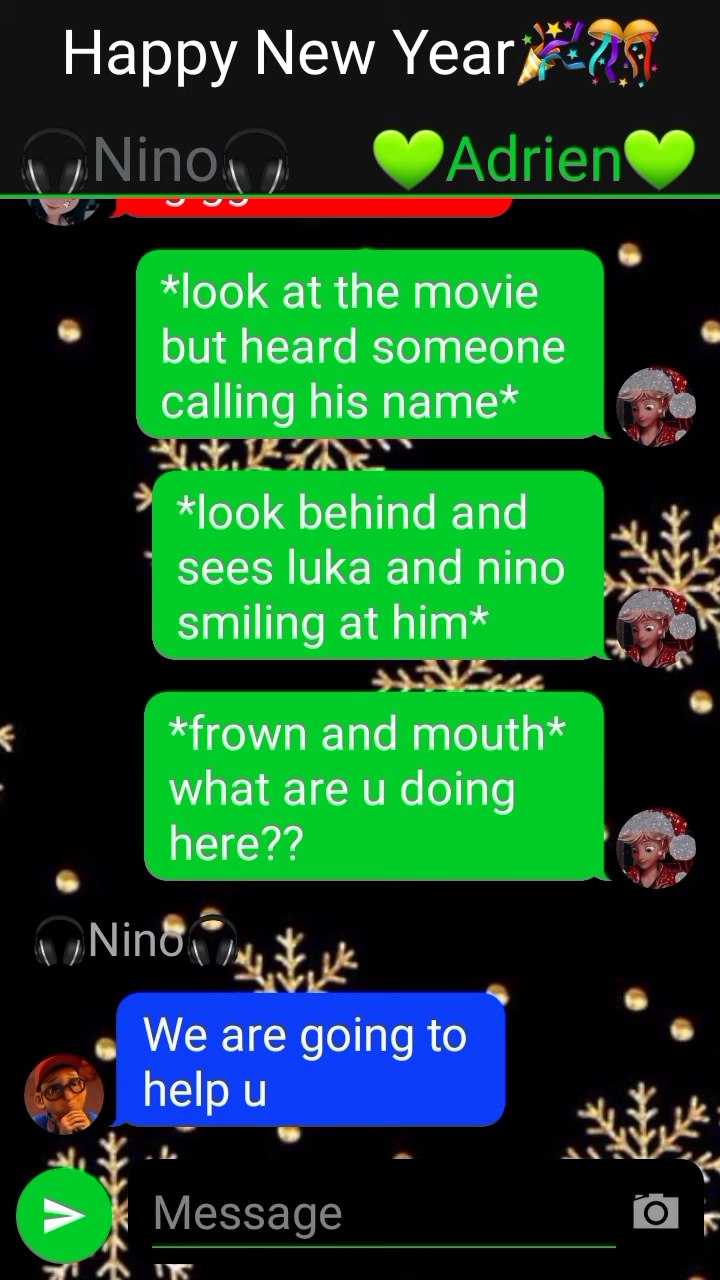 Happy New Year🎉🎊
🎧Nino🎧 💚Adrien💚
*look at the movie
but heard someone
calling his name*
*look behind and
sees luka and nino
smiling at him*
*frown and mouth*
what are u doing
here??
🎧Nino🎧
We are going to
help u
Message